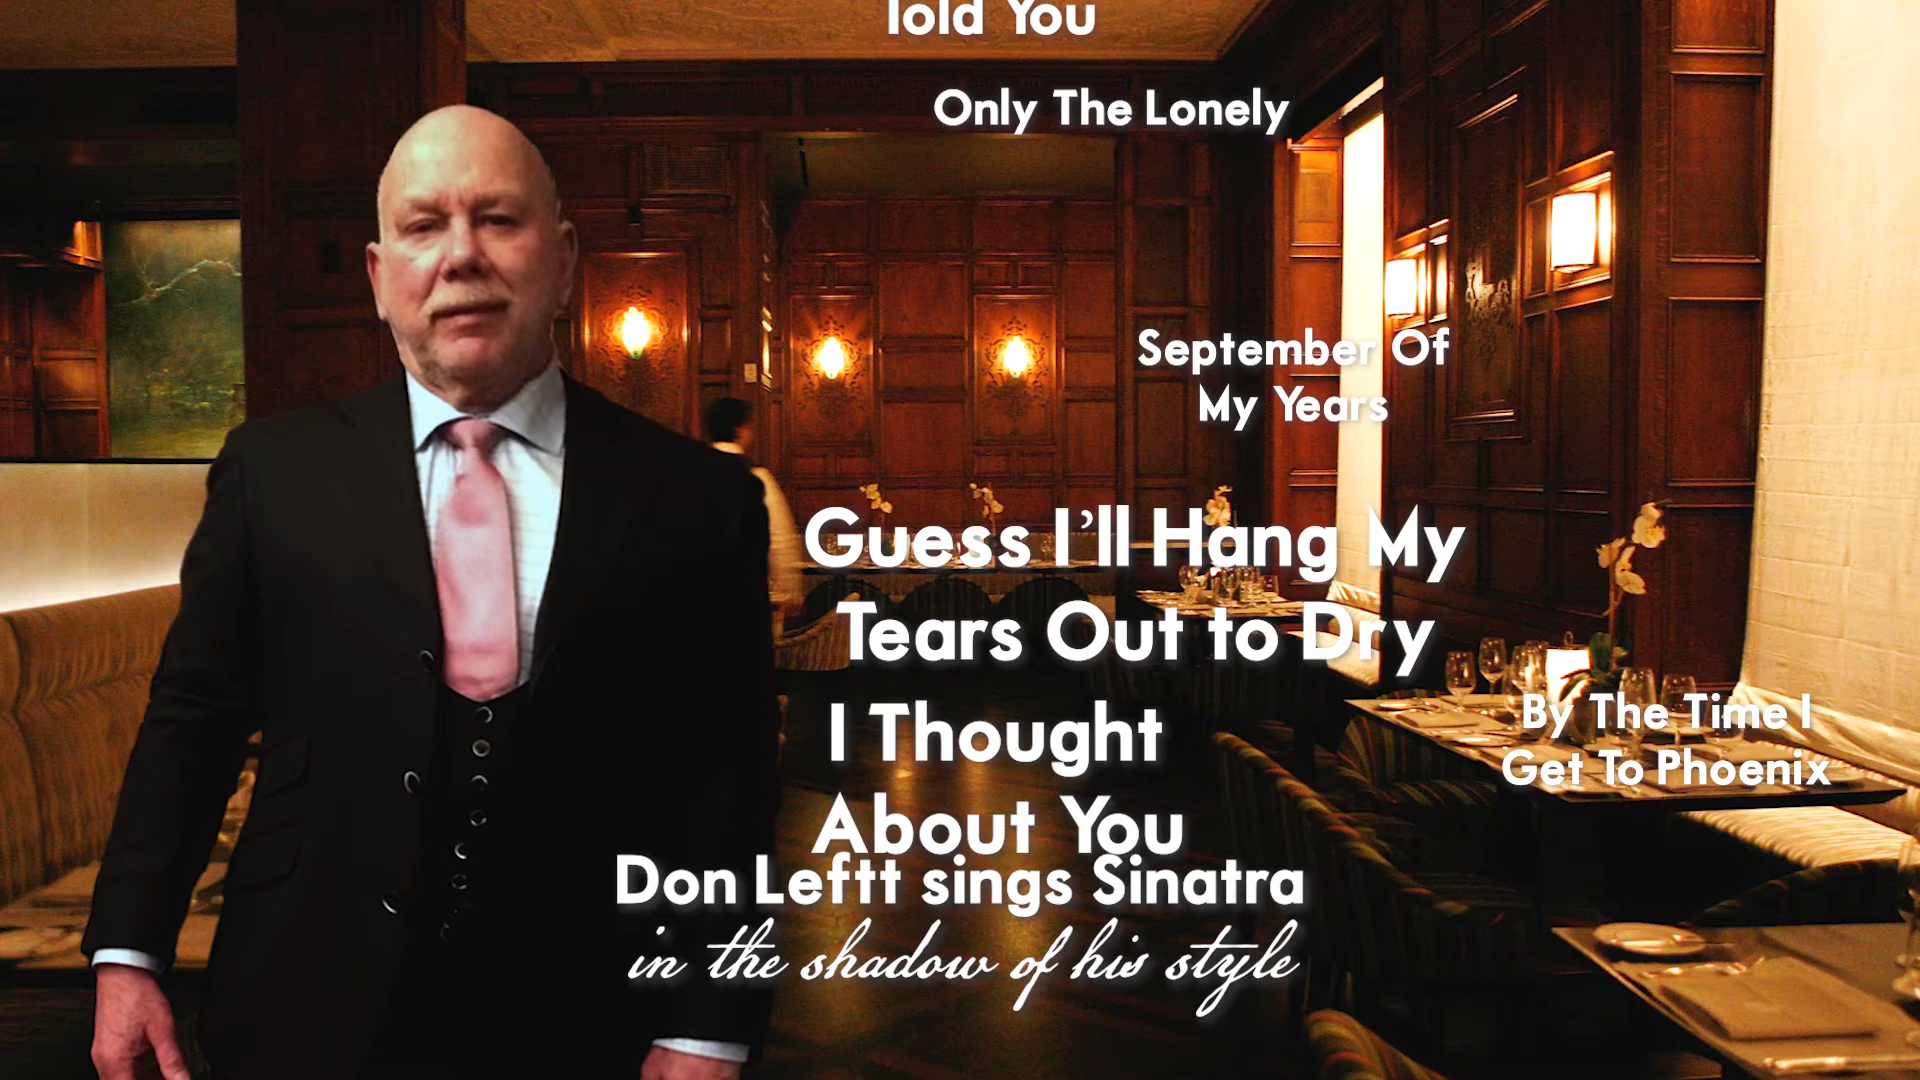 Told You
Only The Lonely
September Of
My Years
Guess I'll Hang My
Tears Out to Dry
By The Time I
Get To Phoenix
I Thought
About You
Don Leftt sings Sinatra
in the shadow of his style